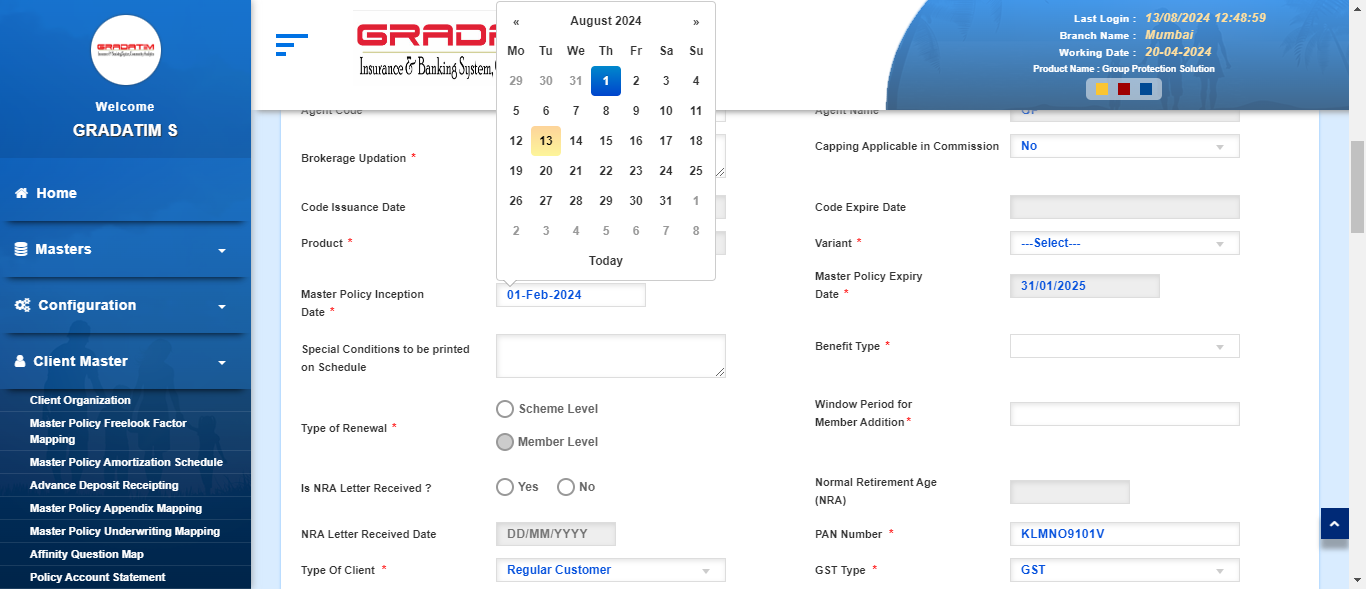 GRADATIM
Insurance & Banking System, Analytics
Welcome
GRADATIM S
Home
Masters
Configuration
Client Master
Client Organization
Master Policy Freelook Factor
Mapping
Master Policy Amortization Schedule
Advance Deposit Receipting
Master Policy Appendix Mapping
Master Policy Underwriting Mapping
Affinity Question Map
Policy Account Statement
GRADA
Insurance & Banking System,
Last Login : 13/08/2024 12:48:59
Branch Name : Mumbai
Working Date : 20-04-2024
Product Name : Group Protection Solution
« August 2024 »
Mo Tu We Th Fr Sa Su
29 30 31 1 2 3 4
5 6 7 8 9 10 11
12 13 14 15 16 17 18
19 20 21 22 23 24 25
26 27 28 29 30 31 1
2 3 4 5 6 7 8
Today
Agent Code
Agent Name GP
Brokerage Updation *
Capping Applicable in Commission No
Code Issuance Date
Code Expire Date
Product *
Variant * ---Select---
Master Policy Inception
Date *
01-Feb-2024
Master Policy Expiry
Date *
31/01/2025
Special Conditions to be printed
on Schedule
Benefit Type *
Type of Renewal *
Scheme Level
Member Level
Window Period for
Member Addition*
Is NRA Letter Received ? Yes No
Normal Retirement Age
(NRA)
NRA Letter Received Date DD/MM/YYYY
PAN Number * KLMNO9101V
Type Of Client * Regular Customer
GST Type * GST